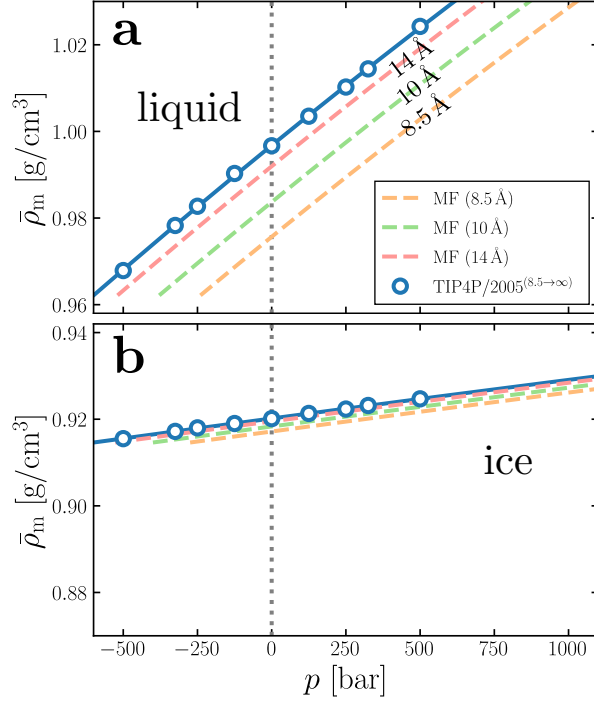 a
1.02
1.00
0.98
0.96
ρ̄ₘ [g/cm³]
liquid
14 Å
10 Å
8.5 Å
MF (8.5 Å)
MF (10 Å)
MF (14 Å)
TIP4P/2005⁽⁸·⁵→∞⁾
b
0.94
0.92
0.90
0.88
ρ̄ₘ [g/cm³]
ice
−500 −250 0 250 500 750 1000
p [bar]